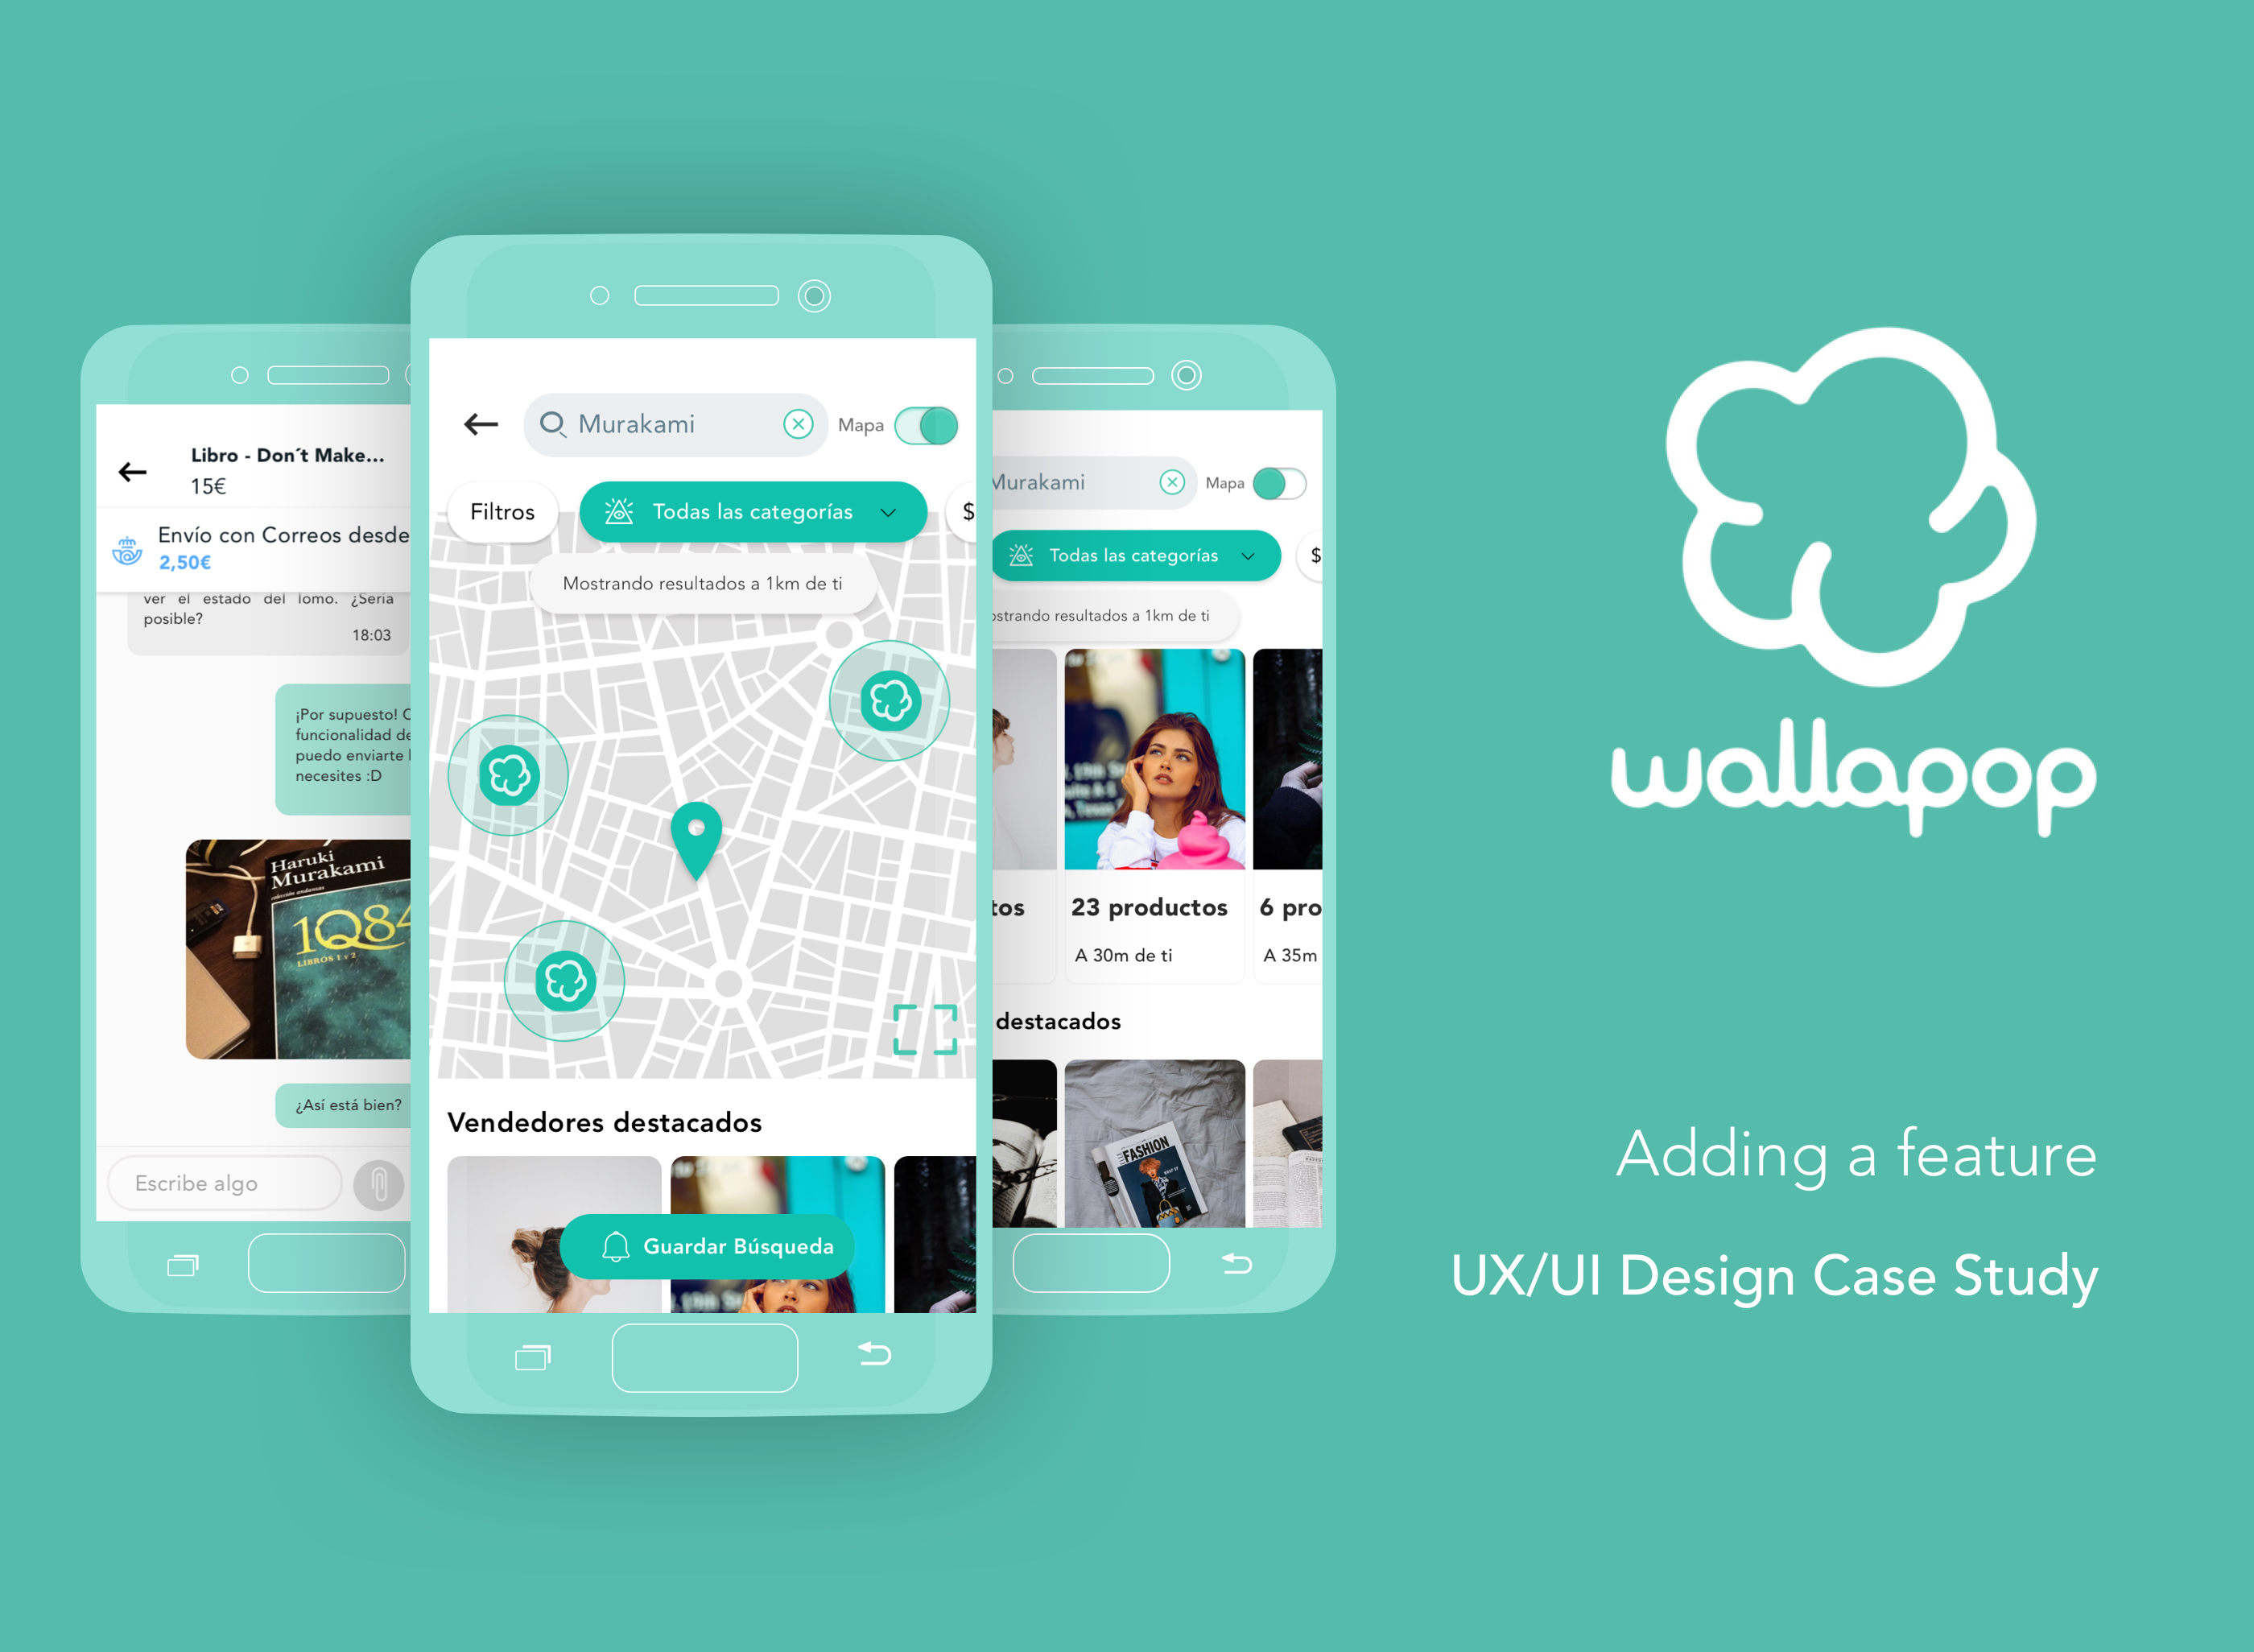 Libro - Don´t Make...
15€
Envío con Correos desde
2,50€
ver el estado del lomo. ¿Sería
posible?
18:03
¡Por supuesto!
funcionalidad
puedo enviarte
necesites :D
Haruki
Murakami
colección andanzas
1Q84
LIBROS 1 y 2
¿Así está bien?
Escribe algo
Murakami
Mapa
Filtros
Todas las categorías
$
Mostrando resultados a 1km de ti
Vendedores destacados
Guardar Búsqueda
Murakami
Mapa
Todas las categorías
$
resultados a 1km de ti
23 productos
6
A 30m de ti
A 35m
destacados
FASHION
wallapop
Adding a feature
UX/UI Design Case Study